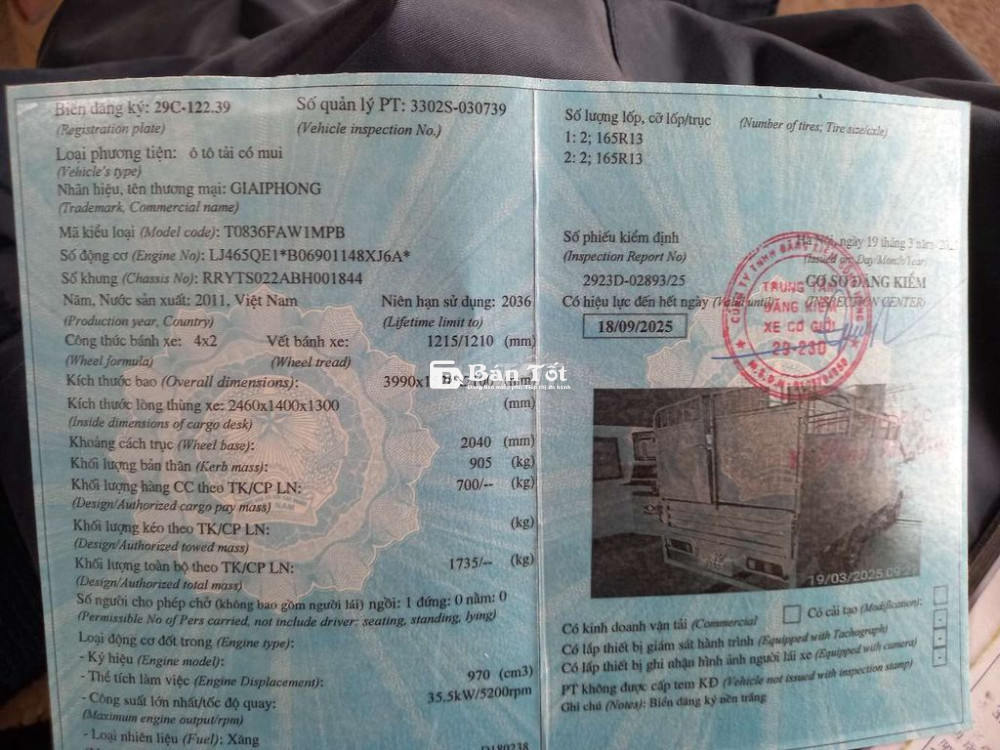 Biển đăng ký: 29C-122.39
(Registration plate)
Số quản lý PT: 3302S-030739
(Vehicle inspection No.)
Loại phương tiện: ô tô tải có mui
(Vehicle's type)
Nhãn hiệu, tên thương mại: GIAIPHONG
(Trademark, Commercial name)
Mã kiểu loại (Model code): T0836FAW1MPB
Số động cơ (Engine No): LJ465QE1*B06901148XJ6A*
Số khung (Chassis No): RRYTS022ABH001844
Năm, Nước sản xuất: 2011, Việt Nam
(Production year, Country)
Niên hạn sử dụng: 2036
(Lifetime limit to)
Công thức bánh xe: 4x2
(Wheel formula)
Vết bánh xe: 1215/1210 (mm)
(Wheel tread)
Kích thước bao (Overall dimensions): (mm)
Kích thước lòng thùng xe: 2460x1400x1300 (mm)
(Inside dimensions of cargo desk)
Khoảng cách trục (Wheel base): 2040 (mm)
Khối lượng bản thân (Kerb mass): 905 (kg)
Khối lượng hàng CC theo TK/CP LN: 700/-- (kg)
(Design/Authorized cargo pay mass)
Khối lượng kéo theo TK/CP LN: (kg)
(Design/Authorized towed mass)
Khối lượng toàn bộ theo TK/CP LN: 1735/-- (kg)
(Design/Authorized total mass)
Số người cho phép chở (không bao gồm người lái) ngồi: 1 đứng: 0 nằm: 0
(Permissible No of Pers carried, not include driver: seating, standing, lying)
Loại động cơ đốt trong (Engine type):
- Ký hiệu (Engine model):
- Thể tích làm việc (Engine Displacement): 970 (cm3)
- Công suất lớn nhất/tốc độ quay: 35.5kW/5200rpm
(Maximum engine output/rpm)
- Loại nhiên liệu (Fuel): Xăng
Số lượng lốp, cỡ lốp/trục
(Number of tires; Tire size/axle)
1: 2; 165R13
2: 2; 165R13
Số phiếu kiểm định
(Inspection Report No)
2923D-02893/25
Có hiệu lực đến hết ngày (Valid until)
18/09/2025
ngày 19 tháng 3
(Issued on: Day/Month/Year)
CƠ SỞ ĐĂNG KIỂM
(INSPECTION CENTER)
TRUNG TÂM
ĐĂNG KIỂM
XE CƠ GIỚI
29-23D
Bán Tốt
19/03/2025
Có kinh doanh vận tải (Commercial
Có cải tạo (Modification):
Có lắp thiết bị giám sát hành trình (Equipped with Tachograph)
Có lắp thiết bị ghi nhận hình ảnh người lái xe (Equipped with camera)
PT không được cấp tem KĐ (Vehicle not issued with inspection stamp)
Ghi chú (Notes): Biển đăng ký nền trắng